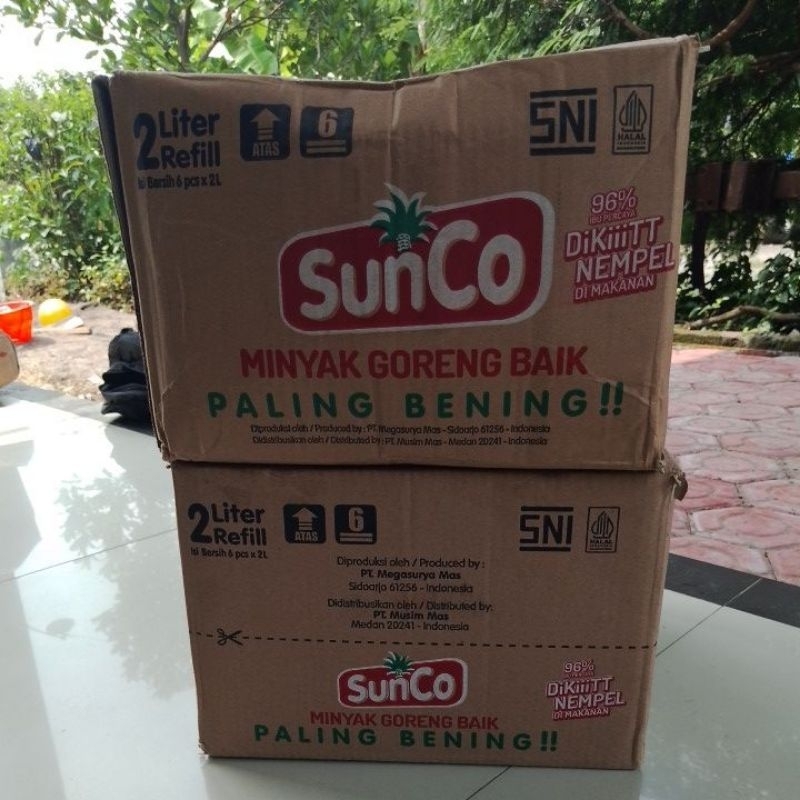 2 Liter
Refill
Isi Bersih 6 pcs x 2L
ATAS
6
SNI
HALAL
INDONESIA
96%
IBU PERCAYA
DiKiiiTT
NEMPEL
DI MAKANAN
SunCo
MINYAK GORENG BAIK
PALING BENING!!
Diproduksi oleh / Produced by : PT. Megasurya Mas - Sidoarjo 61256 - Indonesia
Didistribusikan oleh / Distributed by : PT. Musim Mas - Medan 20241 - Indonesia
2 Liter
Refill
Isi Bersih 6 pcs x 2L
ATAS
6
SNI
HALAL
INDONESIA
Diproduksi oleh / Produced by :
PT. Megasurya Mas
Sidoarjo 61256 - Indonesia
Didistribusikan oleh / Distributed by:
PT. Musim Mas
Medan 20241 - Indonesia
SunCo
MINYAK GORENG BAIK
PALING BENING!!
96%
DiKiiiTT
NEMPEL
DI MAKANAN